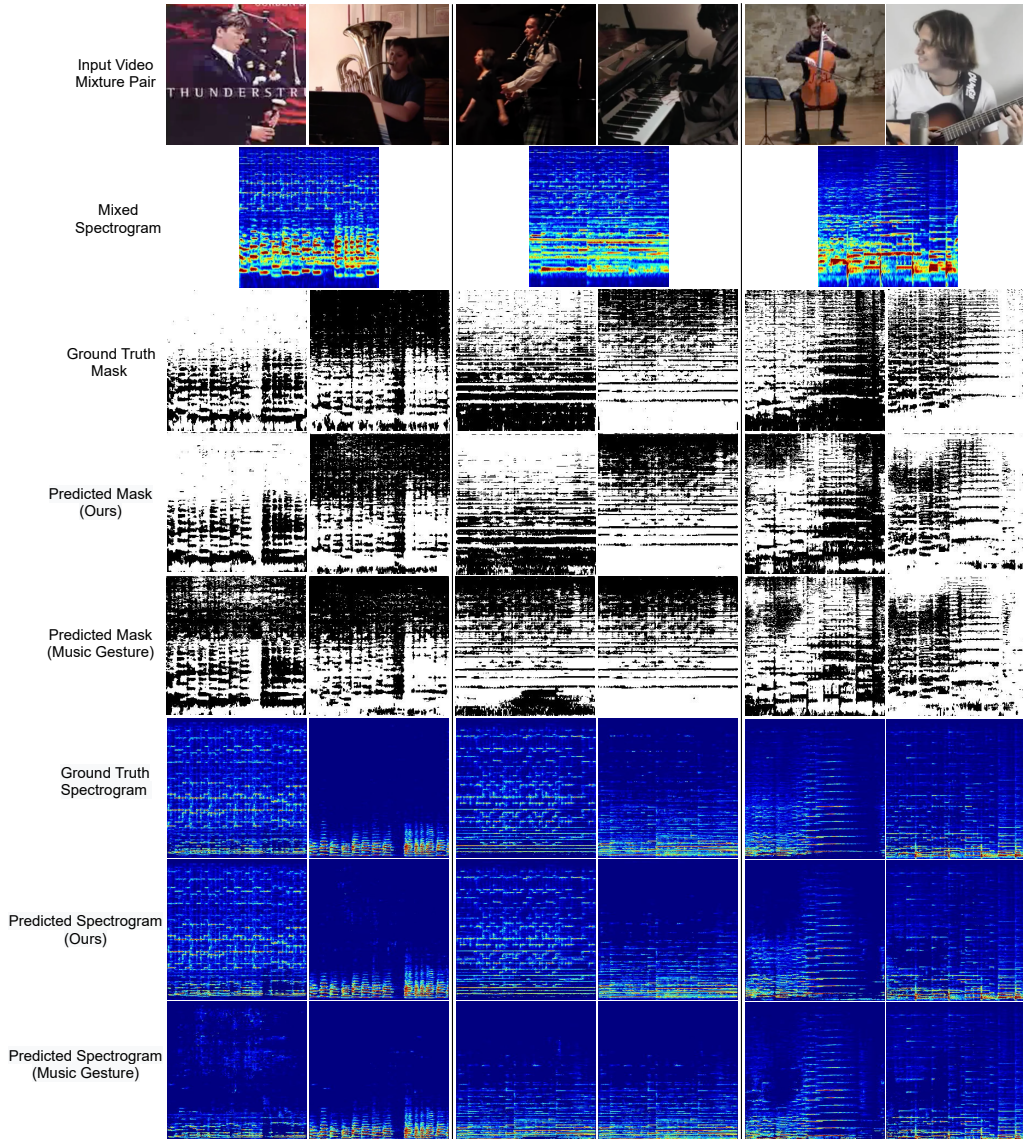 Input Video
Mixture Pair
THUNDERSTRU
Mixed
Spectrogram
Ground Truth
Mask
Predicted Mask
(Ours)
Predicted Mask
(Music Gesture)
Ground Truth
Spectrogram
Predicted Spectrogram
(Ours)
Predicted Spectrogram
(Music Gesture)